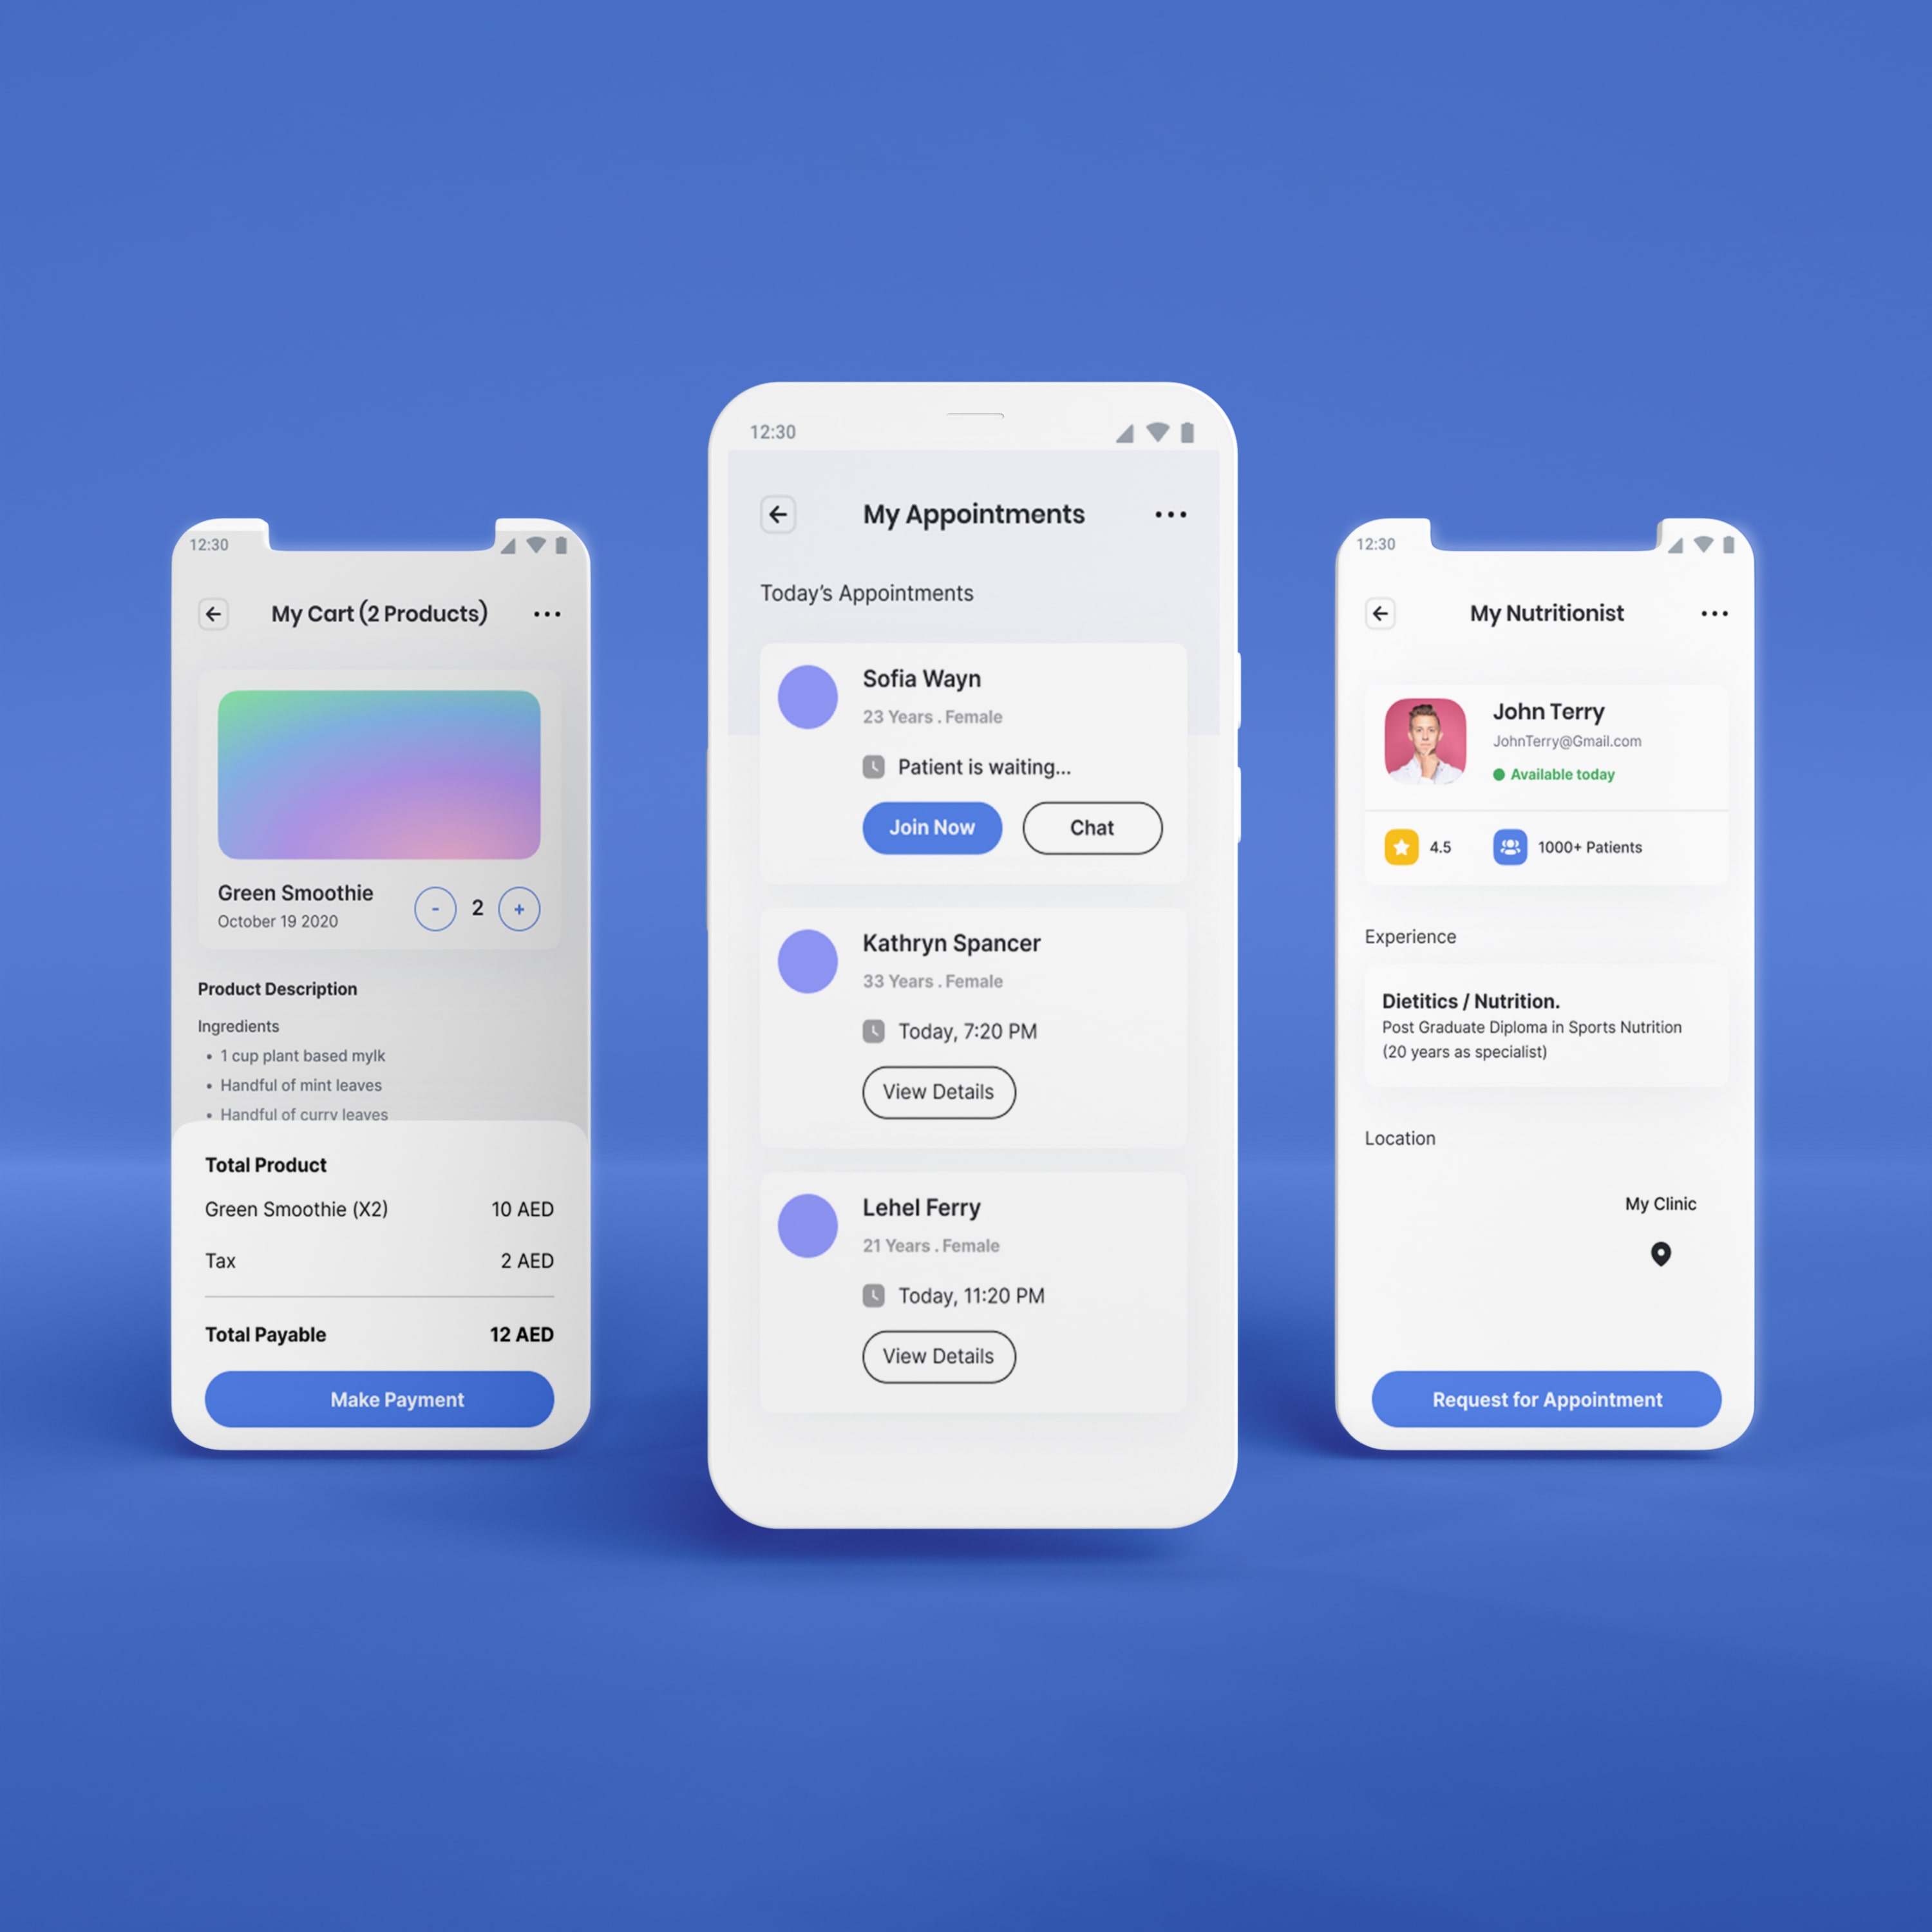 12:30
My Cart (2 Products)
Green Smoothie
October 19 2020
- 2 +
Product Description
Ingredients
• 1 cup plant based mylk
• Handful of mint leaves
• Handful of curry leaves
Total Product
Green Smoothie (X2) 10 AED
Tax 2 AED
Total Payable 12 AED
Make Payment
12:30
My Appointments
Today's Appointments
Sofia Wayn
23 Years . Female
Patient is waiting...
Join Now Chat
Kathryn Spancer
33 Years . Female
Today, 7:20 PM
View Details
Lehel Ferry
21 Years . Female
Today, 11:20 PM
View Details
12:30
My Nutritionist
John Terry
JohnTerry@Gmail.com
Available today
4.5 1000+ Patients
Experience
Dietitics / Nutrition.
Post Graduate Diploma in Sports Nutrition
(20 years as specialist)
Location
My Clinic
Request for Appointment